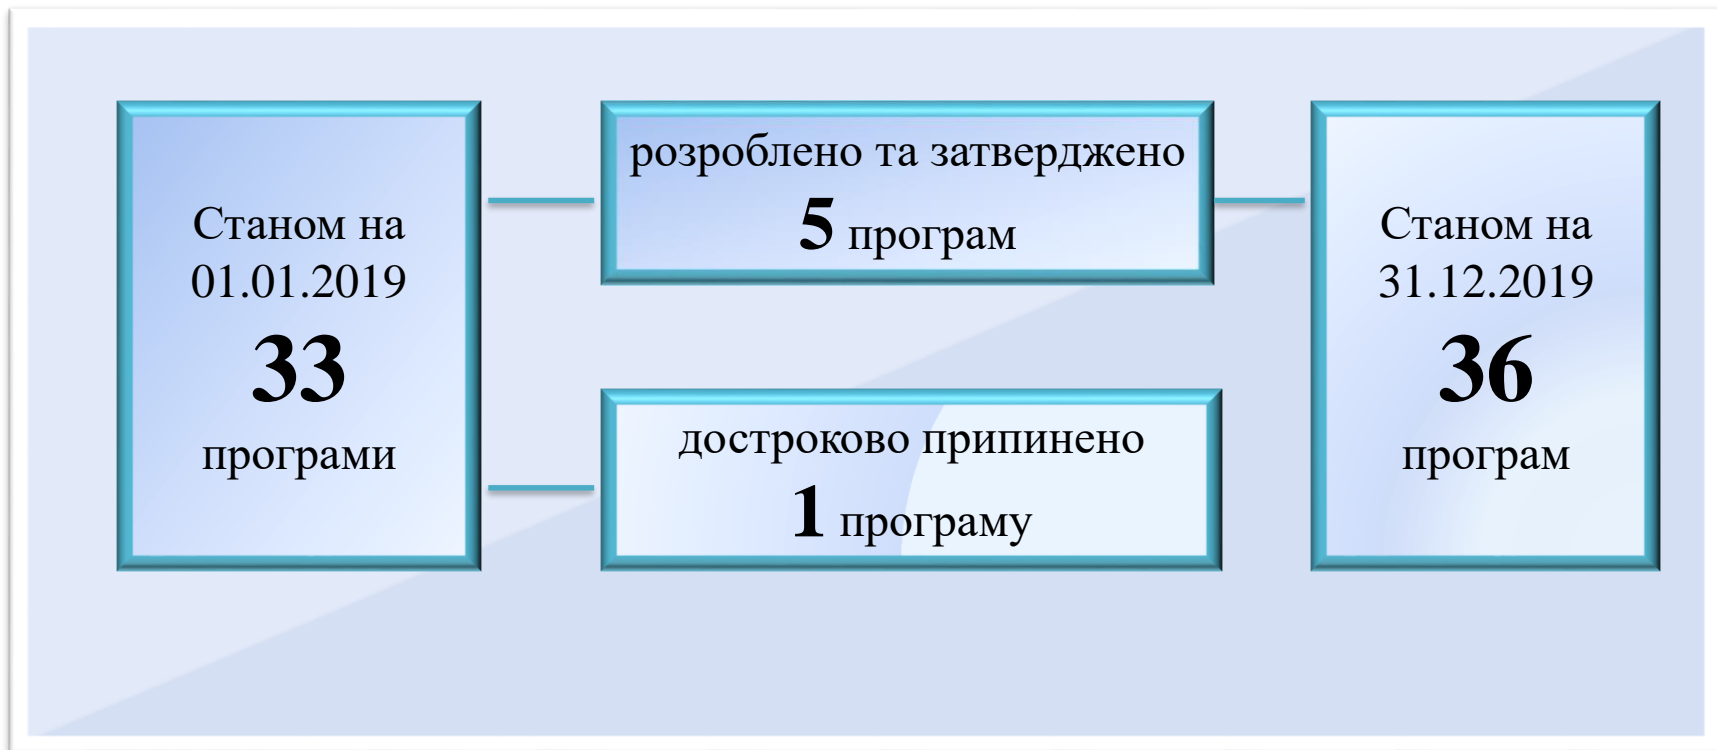 Станом на
01.01.2019
33
програми
розроблено та затверджено
5 програм
достроково припинено
1 програму
Станом на
31.12.2019
36
програм